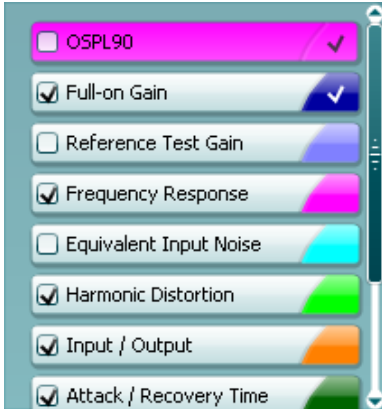 OSPL90
Full-on Gain
Reference Test Gain
Frequency Response
Equivalent Input Noise
Harmonic Distortion
Input / Output
Attack / Recovery Time